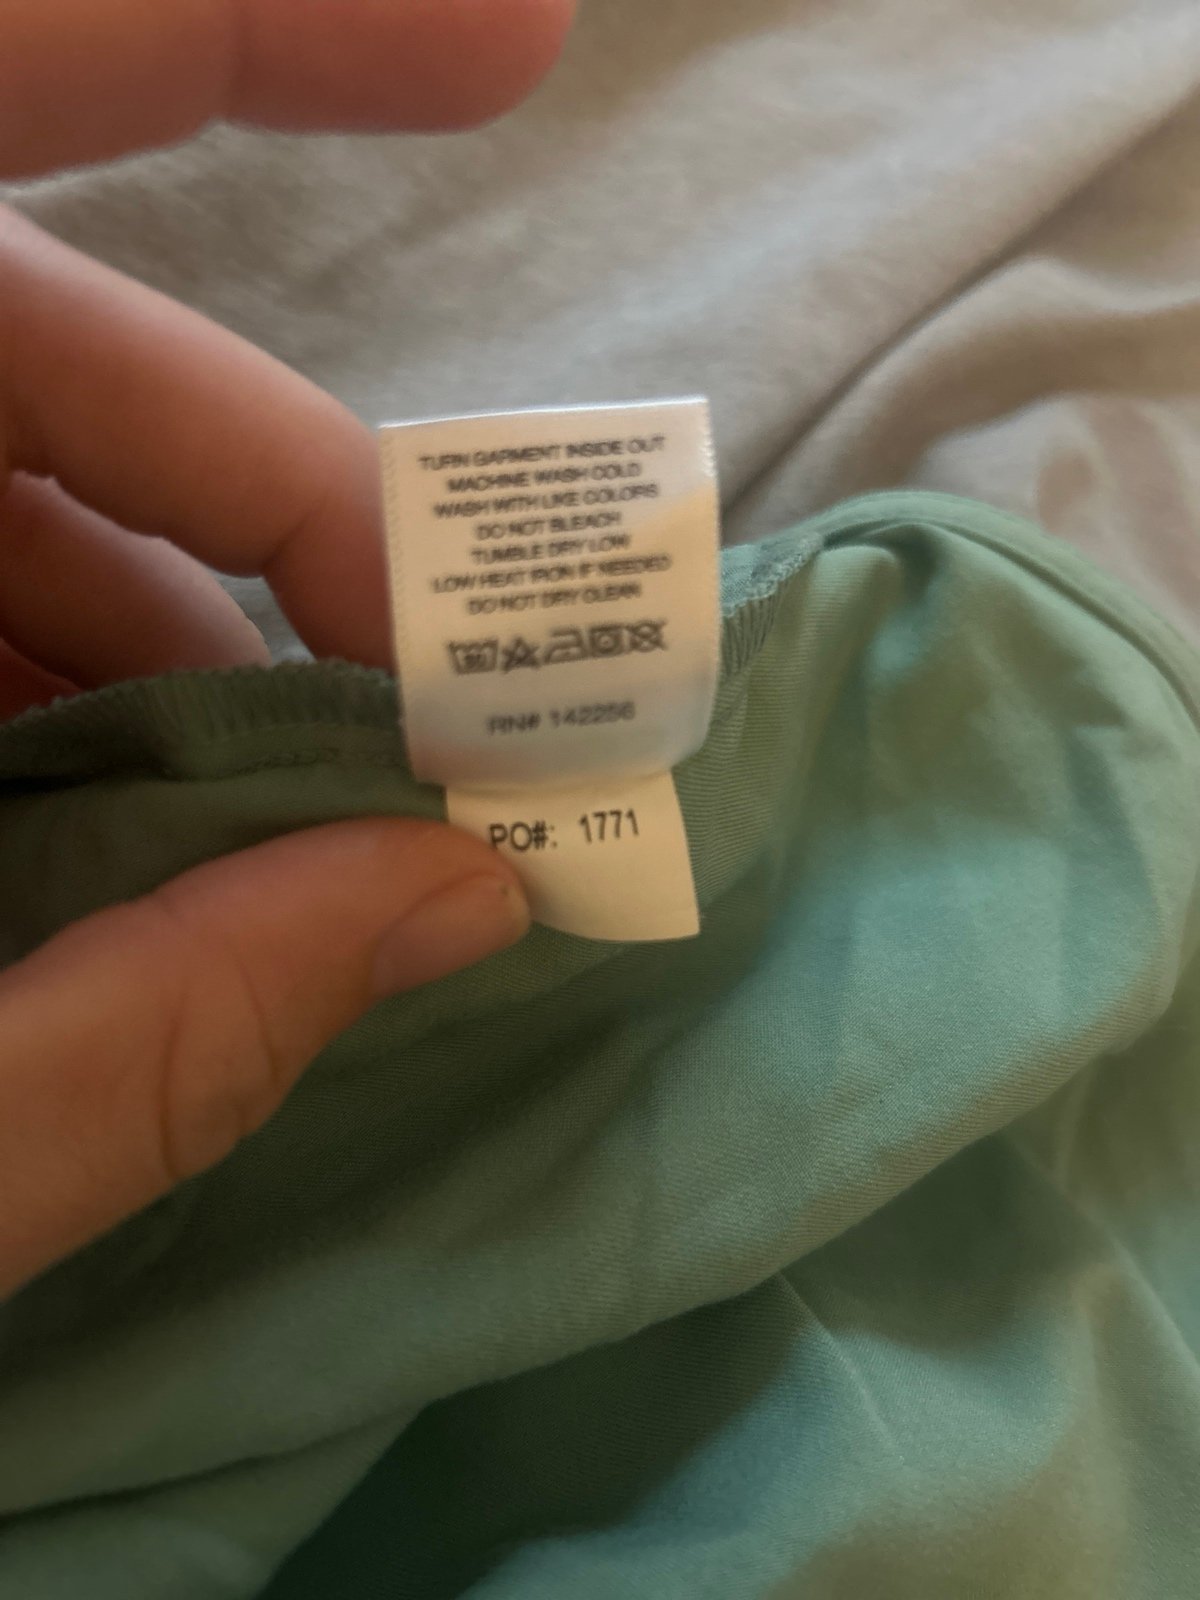 TURN GARMENT INSIDE OUT
MACHINE WASH COLD
WASH WITH LIKE COLORS
DO NOT BLEACH
TUMBLE DRY LOW
LOW HEAT IRON IF NEEDED
DO NOT DRY CLEAN
RN# 142256
PO#: 1771